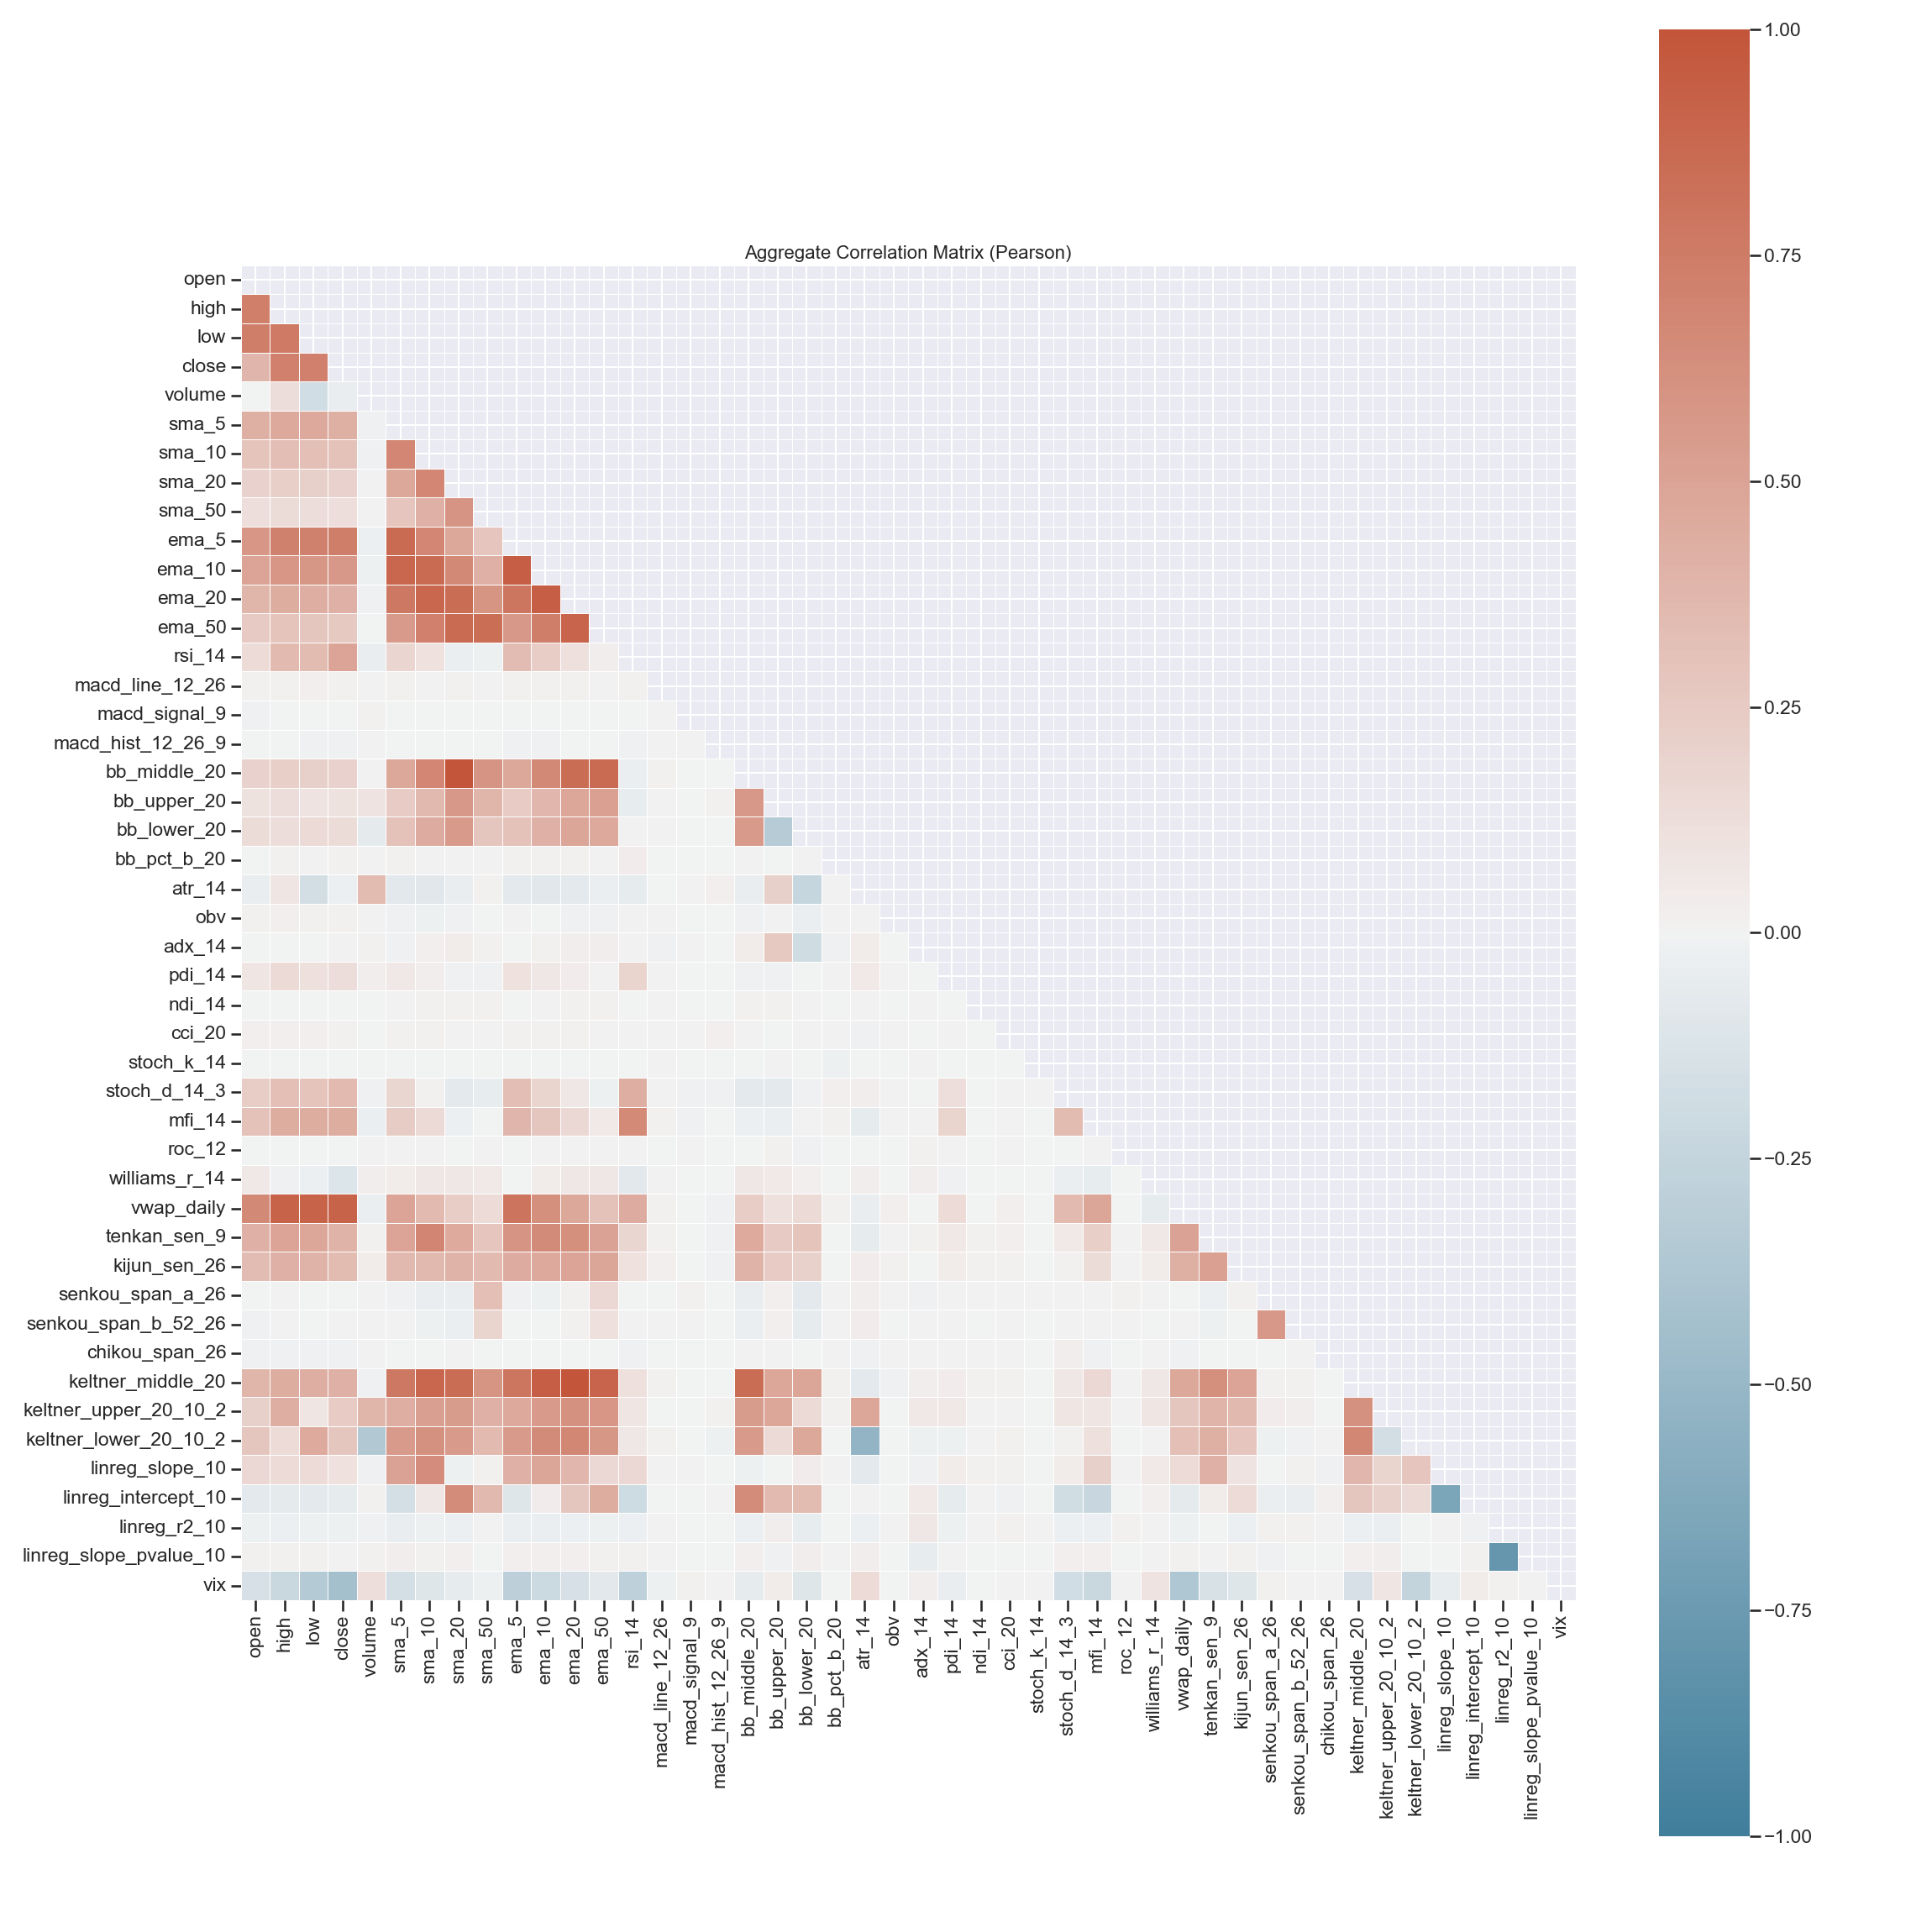 Aggregate Correlation Matrix (Pearson)
open
high
low
close
volume
sma_5
sma_10
sma_20
sma_50
ema_5
ema_10
ema_20
ema_50
rsi_14
macd_line_12_26
macd_signal_9
macd_hist_12_26_9
bb_middle_20
bb_upper_20
bb_lower_20
bb_pct_b_20
atr_14
obv
adx_14
pdi_14
ndi_14
cci_20
stoch_k_14
stoch_d_14_3
mfi_14
roc_12
williams_r_14
vwap_daily
tenkan_sen_9
kijun_sen_26
senkou_span_a_26
senkou_span_b_52_26
chikou_span_26
keltner_middle_20
keltner_upper_20_10_2
keltner_lower_20_10_2
linreg_slope_10
linreg_intercept_10
linreg_r2_10
linreg_slope_pvalue_10
vix
open
high
low
close
volume
sma_5
sma_10
sma_20
sma_50
ema_5
ema_10
ema_20
ema_50
rsi_14
macd_line_12_26
macd_signal_9
macd_hist_12_26_9
bb_middle_20
bb_upper_20
bb_lower_20
bb_pct_b_20
atr_14
obv
adx_14
pdi_14
ndi_14
cci_20
stoch_k_14
stoch_d_14_3
mfi_14
roc_12
williams_r_14
vwap_daily
tenkan_sen_9
kijun_sen_26
senkou_span_a_26
senkou_span_b_52_26
chikou_span_26
keltner_middle_20
keltner_upper_20_10_2
keltner_lower_20_10_2
linreg_slope_10
linreg_intercept_10
linreg_r2_10
linreg_slope_pvalue_10
vix
1.00
0.75
0.50
0.25
0.00
−0.25
−0.50
−0.75
−1.00